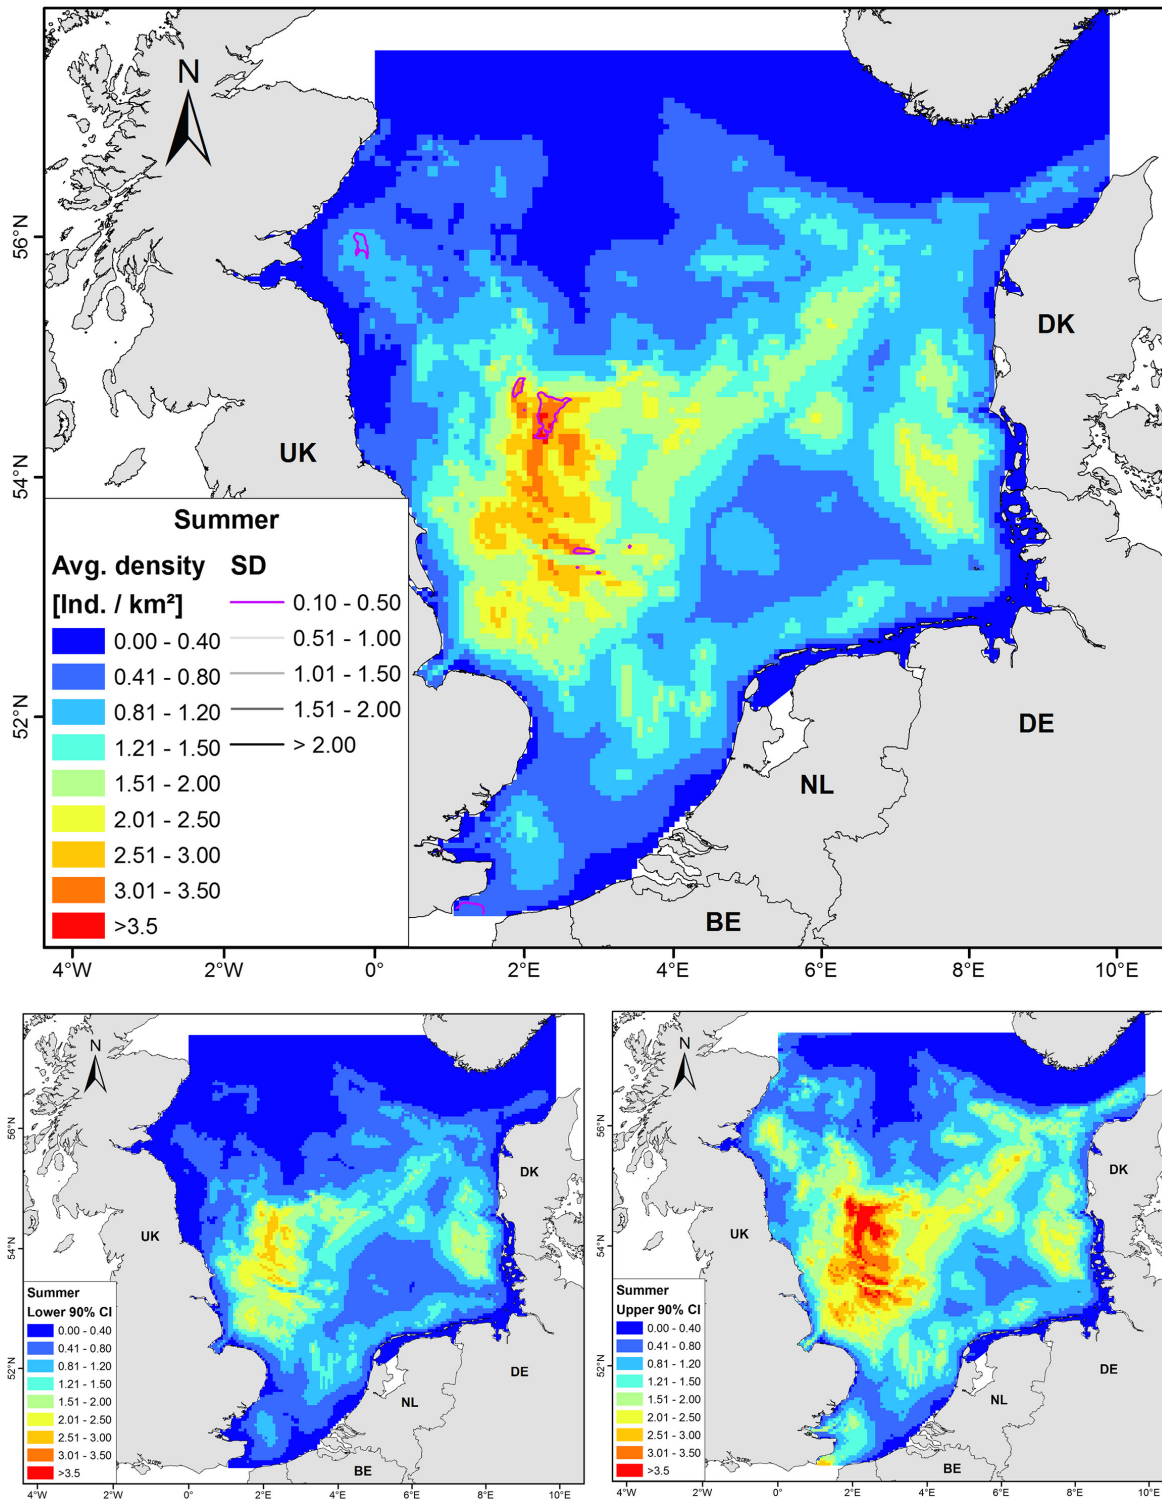 N
56°N
54°N
52°N
DK
UK
DE
NL
BE
Summer
Avg. density SD
[Ind. / km²]
0.00 - 0.40
0.41 - 0.80
0.81 - 1.20
1.21 - 1.50
1.51 - 2.00
2.01 - 2.50
2.51 - 3.00
3.01 - 3.50
>3.5
0.10 - 0.50
0.51 - 1.00
1.01 - 1.50
1.51 - 2.00
> 2.00
4°W 2°W 0° 2°E 4°E 6°E 8°E 10°E
N
56°N
54°N
52°N
DK
UK
DE
NL
BE
Summer
Lower 90% CI
0.00 - 0.40
0.41 - 0.80
0.81 - 1.20
1.21 - 1.50
1.51 - 2.00
2.01 - 2.50
2.51 - 3.00
3.01 - 3.50
>3.5
4°W 2°W 0° 2°E 4°E 6°E 8°E 10°E
N
56°N
54°N
52°N
DK
UK
DE
NL
BE
Summer
Upper 90% CI
0.00 - 0.40
0.41 - 0.80
0.81 - 1.20
1.21 - 1.50
1.51 - 2.00
2.01 - 2.50
2.51 - 3.00
3.01 - 3.50
>3.5
4°W 2°W 0° 2°E 4°E 6°E 8°E 10°E